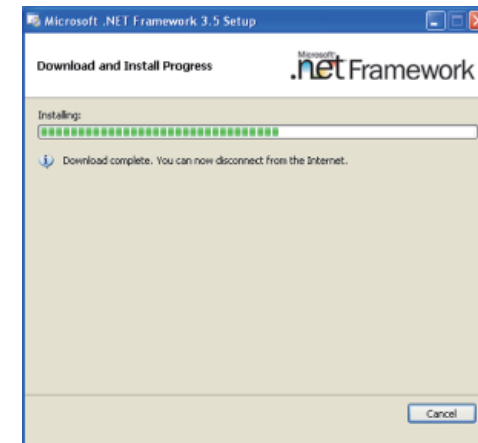 Microsoft .NET Framework 3.5 Setup
Download and Install Progress
Microsoft
.net Framework
Installing:
Download complete. You can now disconnect from the Internet.
Cancel